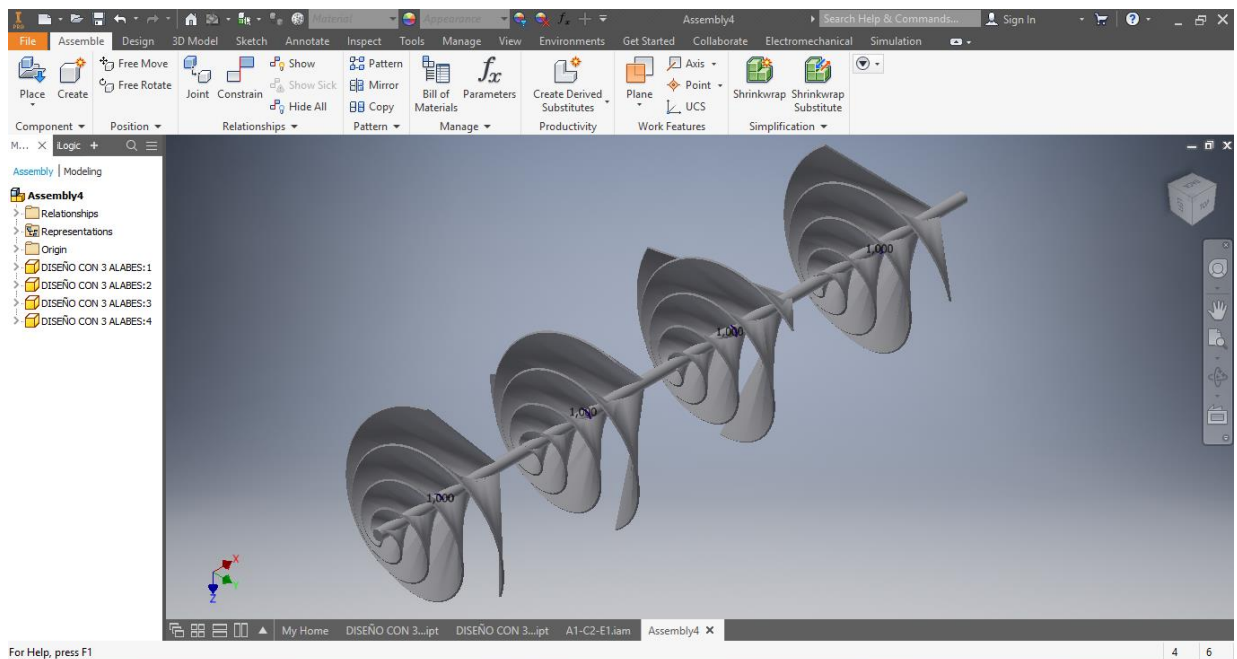 PRO Material Appearance fx Assembly4 Search Help & Commands... Sign In
File Assemble Design 3D Model Sketch Annotate Inspect Tools Manage View Environments Get Started Collaborate Electromechanical Simulation
Free Move Show Pattern Axis
Free Rotate Show Sick Mirror Point
Place Create Joint Constrain Hide All Copy Bill of Materials Parameters Create Derived Substitutes Plane UCS Shrinkwrap Shrinkwrap Substitute
Component Position Relationships Pattern Manage Productivity Work Features Simplification
M... X iLogic +
Assembly | Modeling
Assembly4
Relationships
Representations
Origin
DISEÑO CON 3 ALABES:1
DISEÑO CON 3 ALABES:2
DISEÑO CON 3 ALABES:3
DISEÑO CON 3 ALABES:4
1,000
1,000
1,000
1,000
X
Y
Z
My Home DISEÑO CON 3...ipt DISEÑO CON 3...ipt A1-C2-E1.iam Assembly4 X
For Help, press F1 4 6